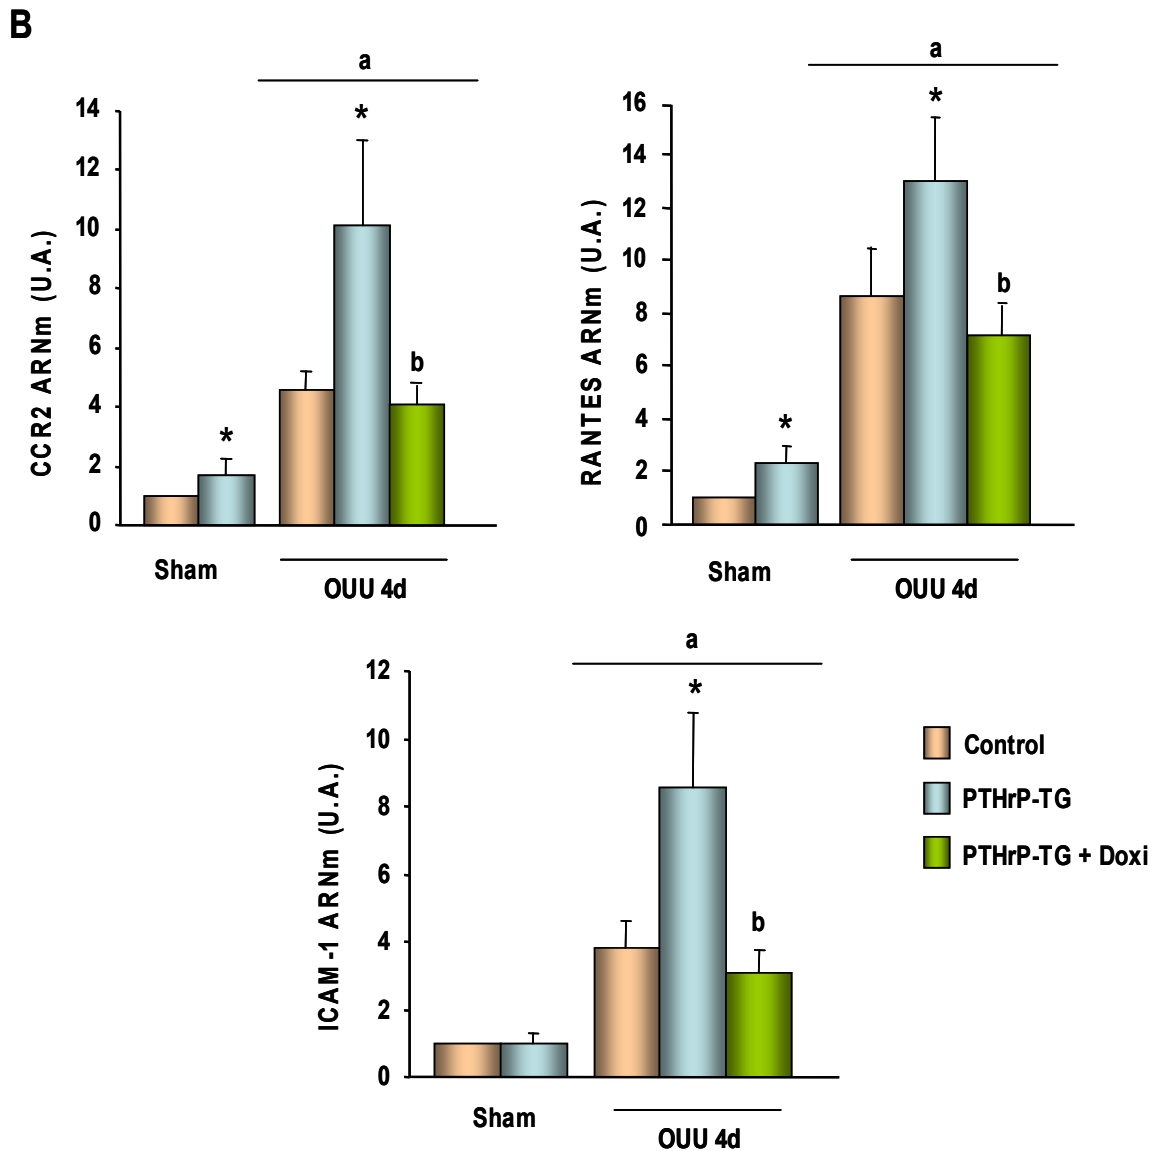 B
a
*
14
12
10
8
6
4
2
0
CCR2 ARNm (U.A.)
*
b
Sham
OUU 4d
a
*
16
14
12
10
8
6
4
2
0
RANTES ARNm (U.A.)
*
b
Sham
OUU 4d
a
*
12
10
8
6
4
2
0
ICAM-1 ARNm (U.A.)
b
Sham
OUU 4d
Control
PTHrP-TG
PTHrP-TG + Doxi